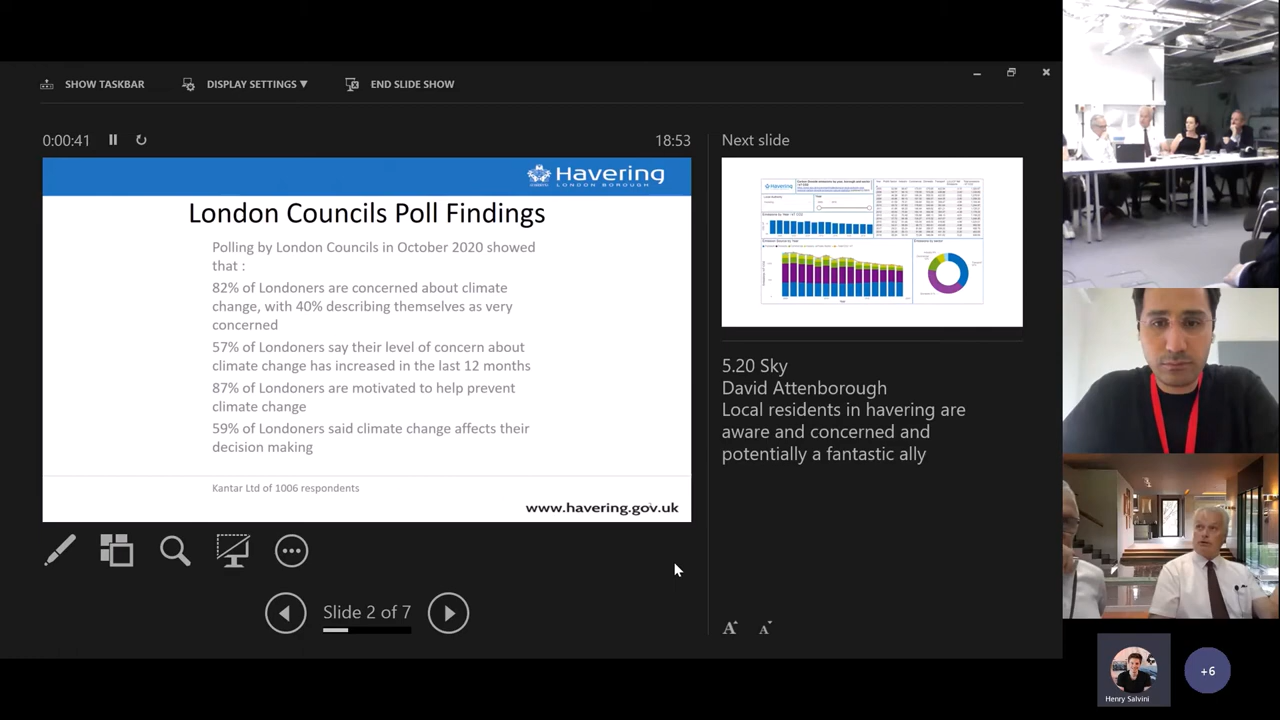 SHOW TASKBAR
DISPLAY SETTINGS ▼
END SLIDE SHOW
0:00:41
18:53
Havering
LONDON BOROUGH
London Councils Poll Findings
Polling by London Councils in October 2020 showed
that :
82% of Londoners are concerned about climate
change, with 40% describing themselves as very
concerned
57% of Londoners say their level of concern about
climate change has increased in the last 12 months
87% of Londoners are motivated to help prevent
climate change
59% of Londoners said climate change affects their
decision making
Kantar Ltd of 1006 respondents
www.havering.gov.uk
Slide 2 of 7
Next slide
Havering
5.20 Sky
David Attenborough
Local residents in havering are
aware and concerned and
potentially a fantastic ally
A A
Henry Salvini
+6